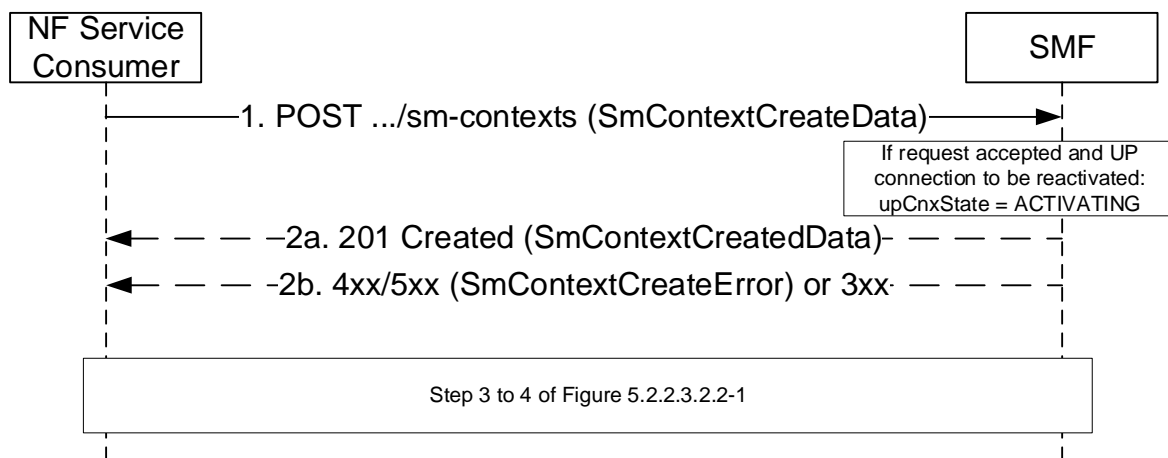 NF Service
Consumer
SMF
1. POST .../sm-contexts (SmContextCreateData)
If request accepted and UP
connection to be reactivated:
upCnxState = ACTIVATING
2a. 201 Created (SmContextCreatedData)
2b. 4xx/5xx (SmContextCreateError) or 3xx
Step 3 to 4 of Figure 5.2.2.3.2.2-1